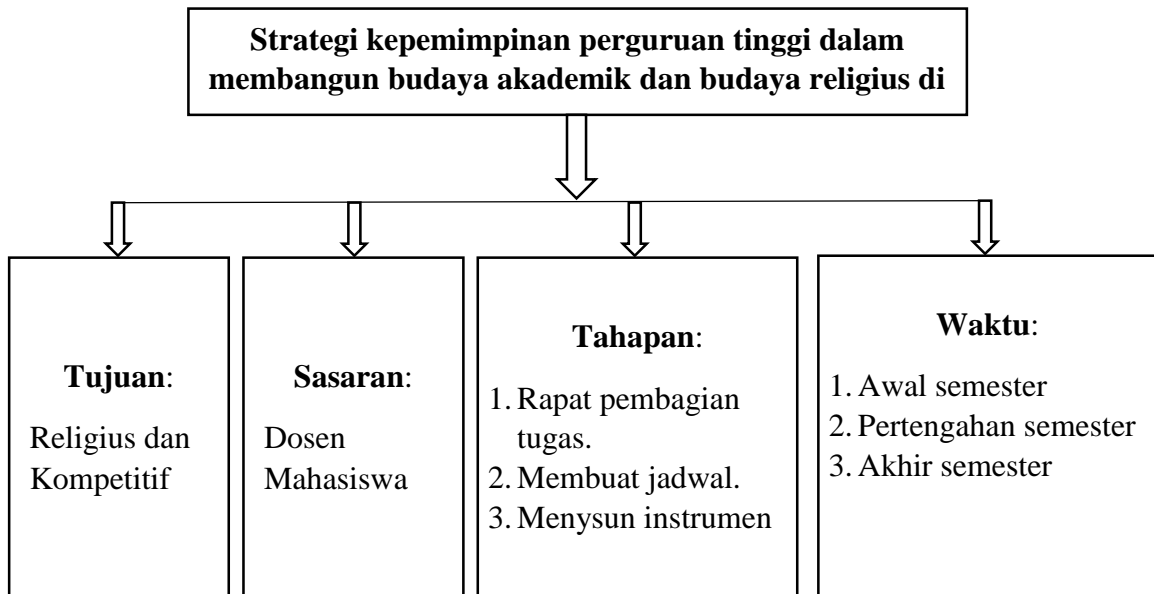 Strategi kepemimpinan perguruan tinggi dalam
membangun budaya akademik dan budaya religius di
Tujuan:
Religius dan
Kompetitif
Sasaran:
Dosen
Mahasiswa
Tahapan:
1. Rapat pembagian
tugas.
2. Membuat jadwal.
3. Menysun instrumen
Waktu:
1. Awal semester
2. Pertengahan semester
3. Akhir semester